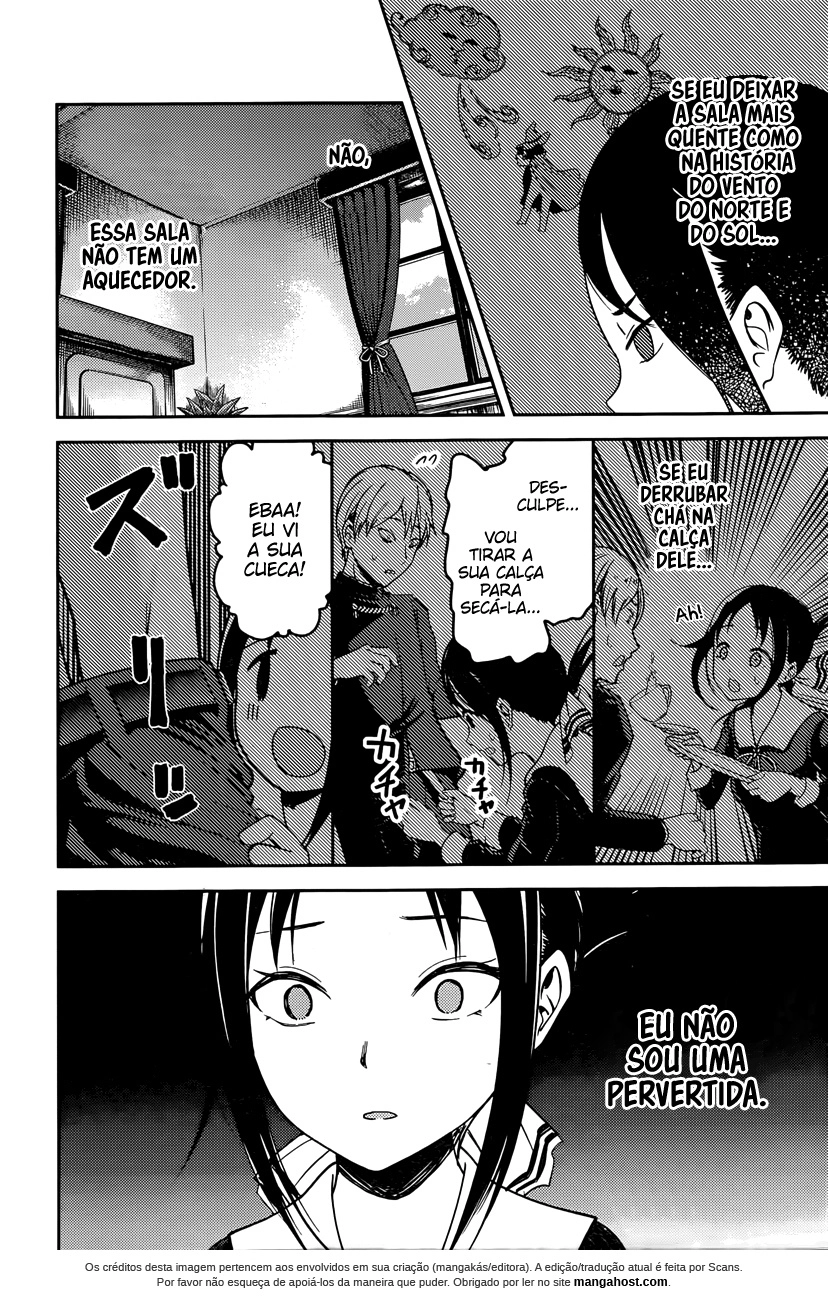 SE EU DEIXAR
A SALA MAIS
QUENTE COMO
NA HISTÓRIA
DO VENTO
DO NORTE E
DO SOL...
NÃO,
ESSA SALA
NÃO TEM UM
AQUECEDOR.
SE EU
DERRUBAR
CHÁ NA
CALÇA
DELE...
Ah!
DES-
CULPE...
VOU
TIRAR A
SUA CALÇA
PARA
SECÁ-LA...
カチャ
カチャ
EBAA!
EU VI
A SUA
CUECA!
ズリッ
EU NÃO
SOU UMA
PERVERTIDA.
Os créditos desta imagem pertencem aos envolvidos em sua criação (mangakás/editora). A edição/tradução atual é feita por Scans.
Por favor não esqueça de apoiá-los da maneira que puder. Obrigado por ler no site mangahost.com.